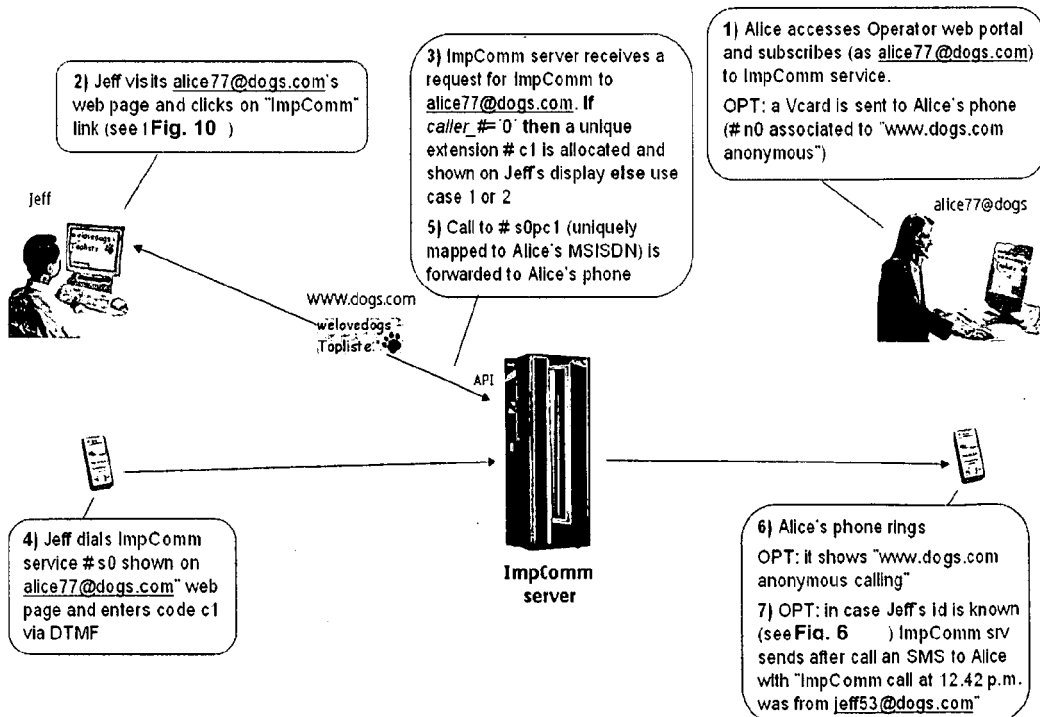 1) Alice accesses Operator web portal
and subscribes (as alice77@dogs.com)
to ImpComm service.
OPT: a Vcard is sent to Alice's phone
(# n0 associated to "www.dogs.com
anonymous")
2) Jeff visits alice77@dogs.com's
web page and clicks on "ImpComm"
link (see Fig. 10 )
3) ImpComm server receives a
request for ImpComm to
alice77@dogs.com. If
caller_#='0' then a unique
extension # c1 is allocated and
shown on Jeff's display else use
case 1 or 2
5) Call to # s0pc1 (uniquely
mapped to Alice's MSISDN) is
forwarded to Alice's phone
Jeff
welovedogs
Topliste
alice77@dogs
WWW.dogs.com
welovedogs
Topliste
API
ImpComm
server
4) Jeff dials ImpComm
service # s0 shown on
alice77@dogs.com" web
page and enters code c1
via DTMF
6) Alice's phone rings
OPT: it shows "www.dogs.com
anonymous calling"
7) OPT: in case Jeff's id is known
(see Fig. 6 ) ImpComm srv
sends after call an SMS to Alice
with "ImpComm call at 12.42 p.m.
was from jeff53@dogs.com"